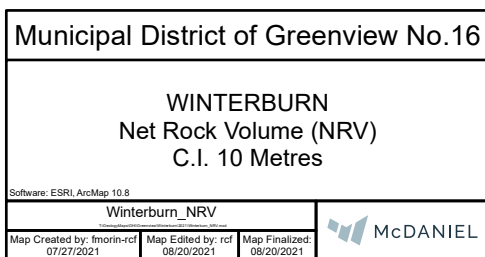 Municipal District of Greenview No.16
WINTERBURN
Net Rock Volume (NRV)
C.I. 10 Metres
Software: ESRI, ArcMap 10.8
Winterburn_NRV
Map Created by: fmorin-rcf
07/27/2021
Map Edited by: rcf
08/20/2021
Map Finalized:
08/20/2021
McDANIEL